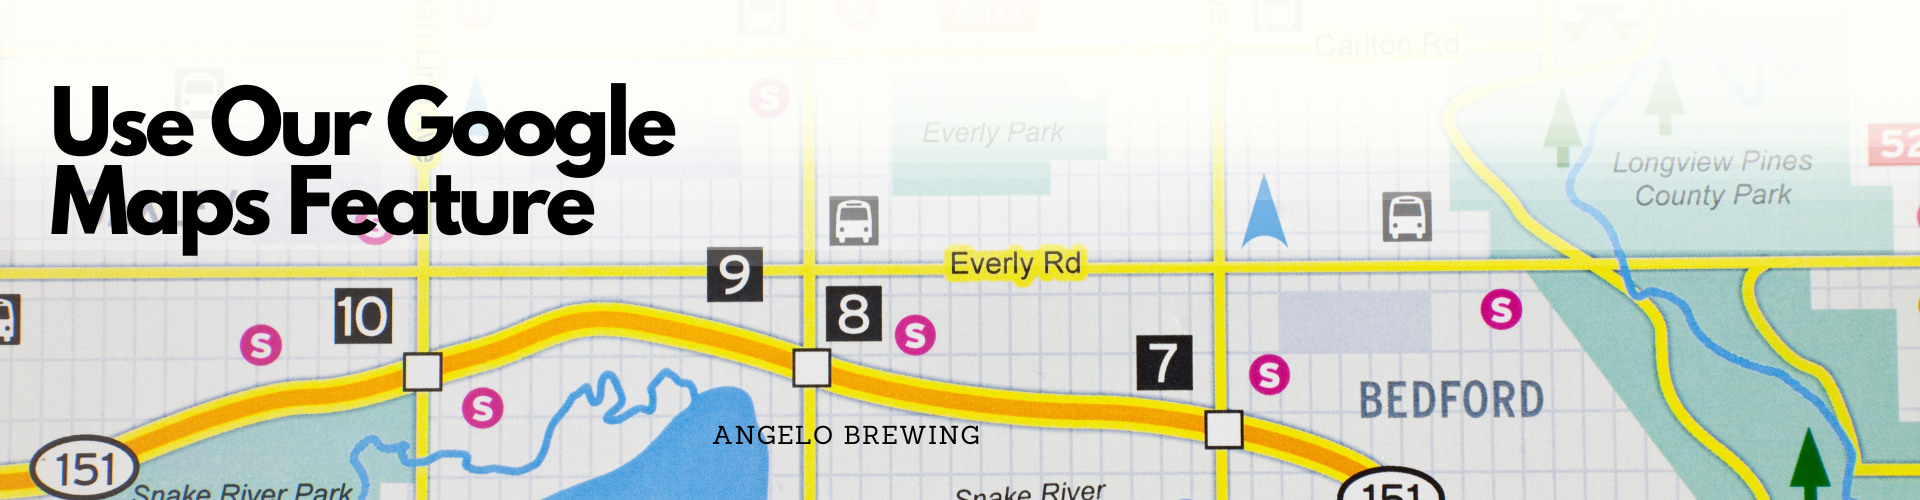 Carlton Rd
Use Our Google
Maps Feature
S
Everly Park
52
Longview Pines
County Park
Everly Rd
9
10
8
S
S
S
7
S
BEDFORD
S
ANGELO BREWING
151
Snake River Park
Snake River
151